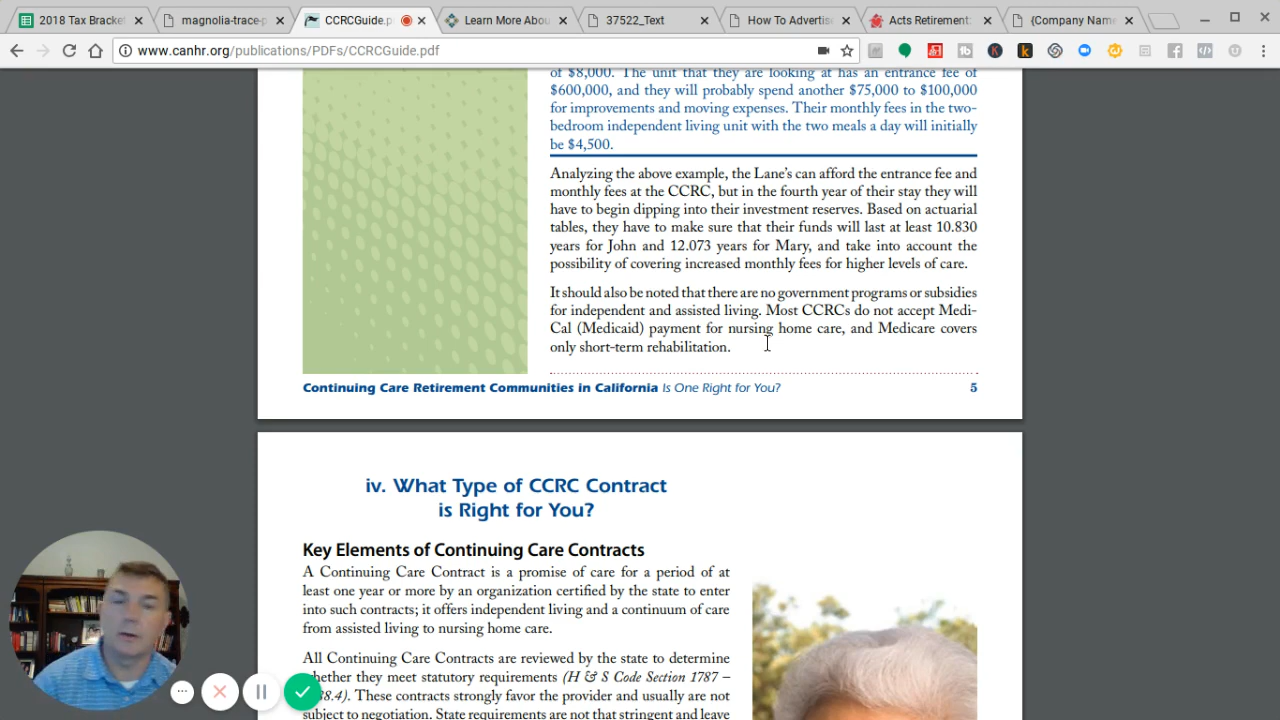 2018 Tax Bracket
magnolia-trace-p
CCRCGuide.p
Learn More Abou
37522_Text
How To Advertise
Acts Retirement
{Company Name
www.canhr.org/publications/PDFs/CCRCGuide.pdf
of $8,000. The unit that they are looking at has an entrance fee of
$600,000, and they will probably spend another $75,000 to $100,000
for improvements and moving expenses. Their monthly fees in the two-
bedroom independent living unit with the two meals a day will initially
be $4,500.
Analyzing the above example, the Lane's can afford the entrance fee and
monthly fees at the CCRC, but in the fourth year of their stay they will
have to begin dipping into their investment reserves. Based on actuarial
tables, they have to make sure that their funds will last at least 10.830
years for John and 12.073 years for Mary, and take into account the
possibility of covering increased monthly fees for higher levels of care.
It should also be noted that there are no government programs or subsidies
for independent and assisted living. Most CCRCs do not accept Medi-
Cal (Medicaid) payment for nursing home care, and Medicare covers
only short-term rehabilitation.
Continuing Care Retirement Communities in California Is One Right for You? 5
iv. What Type of CCRC Contract
is Right for You?
Key Elements of Continuing Care Contracts
A Continuing Care Contract is a promise of care for a period of at
least one year or more by an organization certified by the state to enter
into such contracts; it offers independent living and a continuum of care
from assisted living to nursing home care.
All Continuing Care Contracts are reviewed by the state to determine
whether they meet statutory requirements (H & S Code Section 1787 –
88.4). These contracts strongly favor the provider and usually are not
subject to negotiation. State requirements are not that stringent and leave